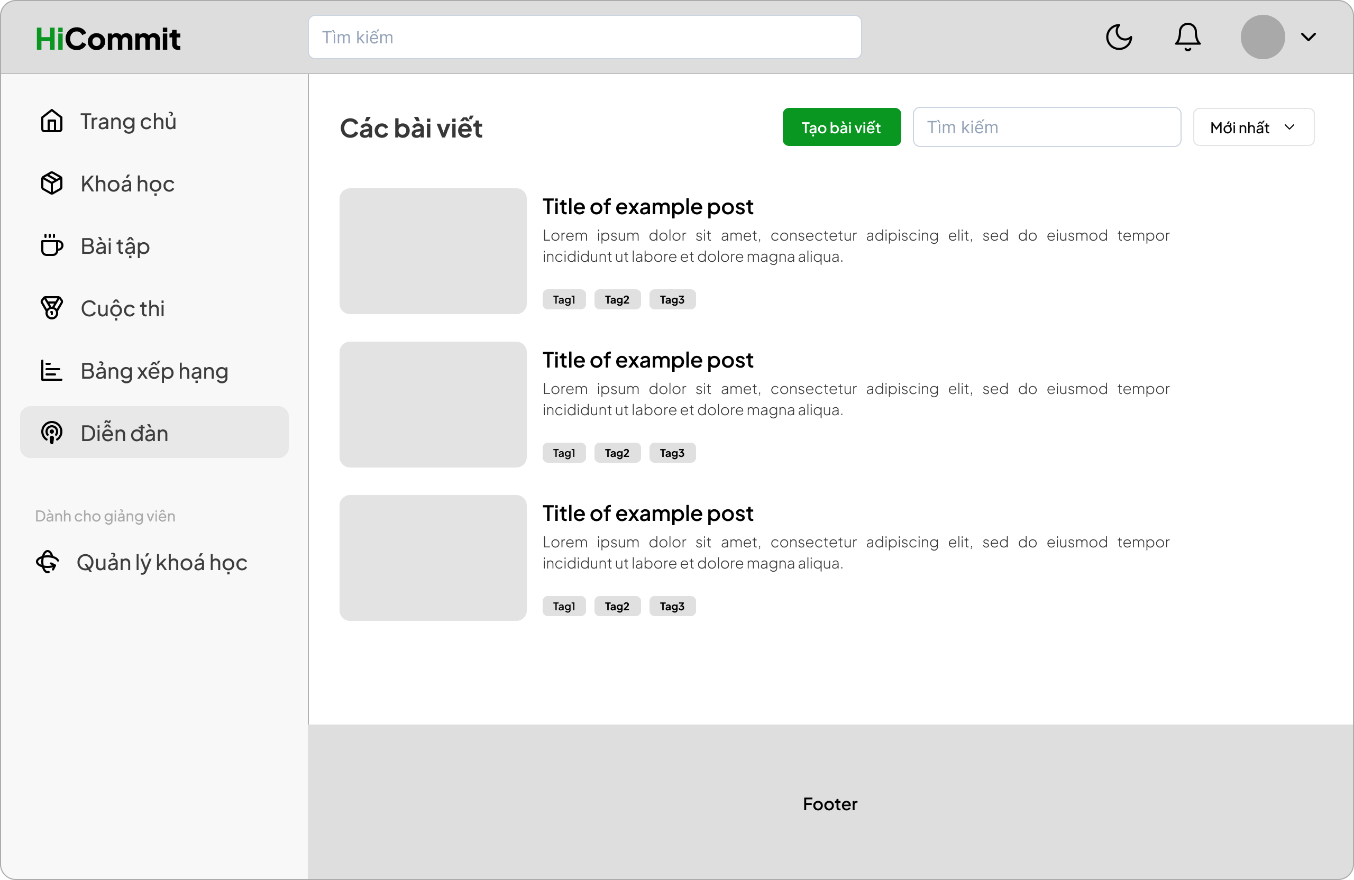 HiCommit
Tìm kiếm
Trang chủ
Khoá học
Bài tập
Cuộc thi
Bảng xếp hạng
Diễn đàn
Dành cho giảng viên
Quản lý khoá học
Các bài viết
Tạo bài viết
Tìm kiếm
Mới nhất
Title of example post
Lorem ipsum dolor sit amet, consectetur adipiscing elit, sed do eiusmod tempor
incididunt ut labore et dolore magna aliqua.
Tag1 Tag2 Tag3
Title of example post
Lorem ipsum dolor sit amet, consectetur adipiscing elit, sed do eiusmod tempor
incididunt ut labore et dolore magna aliqua.
Tag1 Tag2 Tag3
Title of example post
Lorem ipsum dolor sit amet, consectetur adipiscing elit, sed do eiusmod tempor
incididunt ut labore et dolore magna aliqua.
Tag1 Tag2 Tag3
Footer